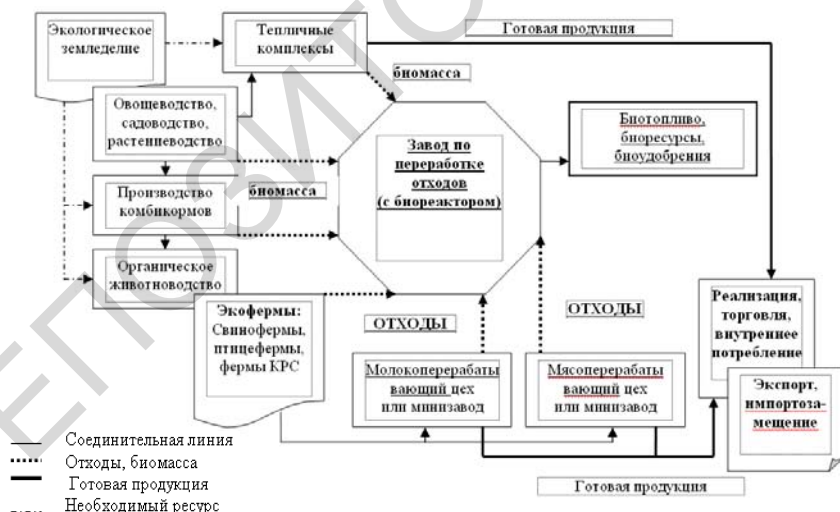 Экологическое
земледелие
Тепличные
комплексы
Готовая продукция
биомасса
Овощеводство,
садоводство,
растениеводство
Завод по
переработке
отходов
(с биореактором)
Биотопливо,
биоресурсы,
биоудобрения
биомасса
Производство
комбикормов
Органическое
животноводство
Экофермы:
Свинофермы,
птицефермы,
фермы КРС
ОТХОДЫ
ОТХОДЫ
Реализация,
торговля,
внутреннее
потребление
Молокоперерабаты
вающий цех
или минизавод
Мясоперерабаты
вающий цех
или минизавод
Экспорт,
импортоза-
мещение
Соединительная линия
Отходы, биомасса
Готовая продукция
Необходимый ресурс
Готовая продукция
ЕПОЗИТО